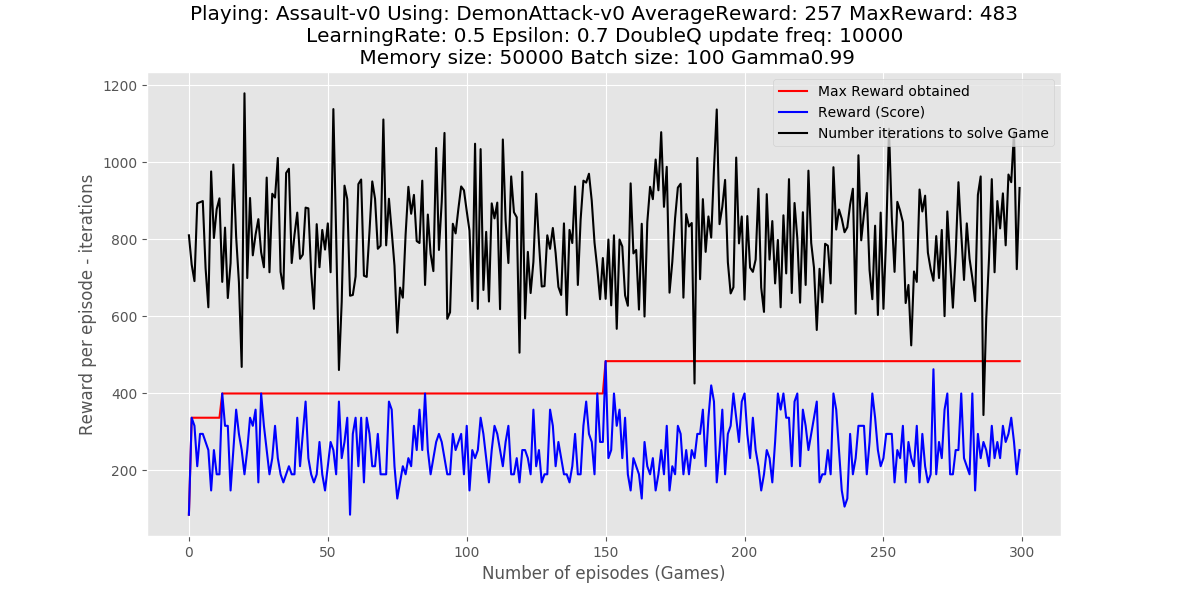 Playing: Assault-v0 Using: DemonAttack-v0 AverageReward: 257 MaxReward: 483
LearningRate: 0.5 Epsilon: 0.7 DoubleQ update freq: 10000
Memory size: 50000 Batch size: 100 Gamma0.99
Max Reward obtained
Reward (Score)
Number iterations to solve Game
Reward per episode - iterations
1200
1000
800
600
400
200
0
50
100
150
200
250
300
Number of episodes (Games)